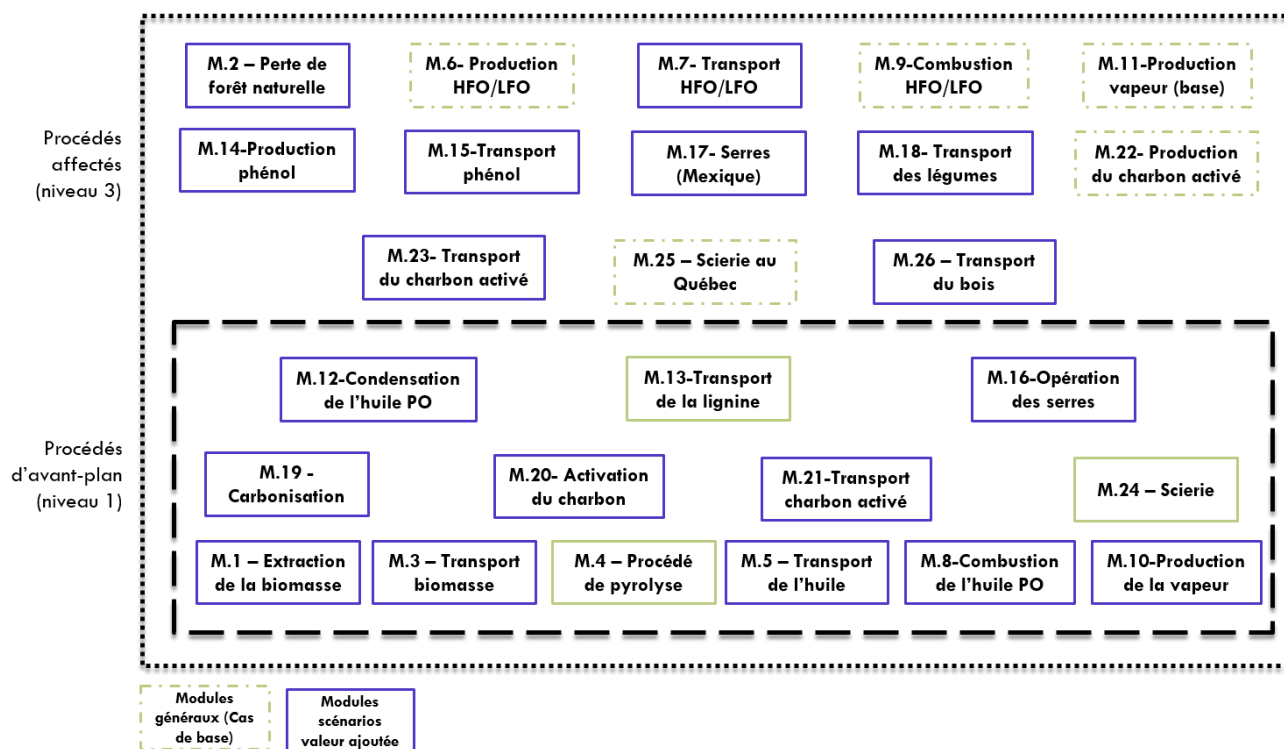 M.2 – Perte de
forêt naturelle
M.6- Production
HFO/LFO
M.7- Transport
HFO/LFO
M.9-Combustion
HFO/LFO
M.11-Production
vapeur (base)
Procédés
affectés
(niveau 3)
M.14-Production
phénol
M.15-Transport
phénol
M.17- Serres
(Mexique)
M.18- Transport
des légumes
M.22- Production
du charbon activé
M.23- Transport
du charbon activé
M.25 – Scierie au
Québec
M.26 – Transport
du bois
M.12-Condensation
de l’huile PO
M.13-Transport
de la lignine
M.16-Opération
des serres
Procédés
d’avant-plan
(niveau 1)
M.19 -
Carbonisation
M.20- Activation
du charbon
M.21-Transport
charbon activé
M.24 – Scierie
M.1 – Extraction
de la biomasse
M.3 – Transport
biomasse
M.4 – Procédé
de pyrolyse
M.5 – Transport
de l’huile
M.8-Combustion
de l’huile PO
M.10-Production
de la vapeur
Modules
généraux (Cas
de base)
Modules
scénarios
valeur ajoutée